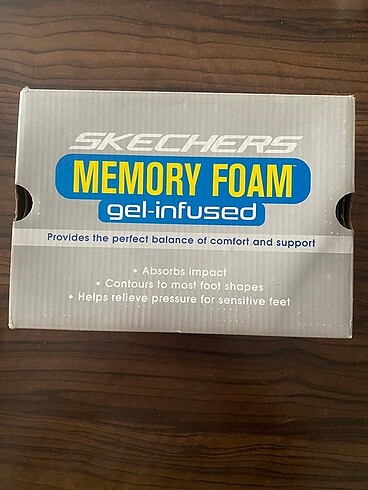 SKECHERS
MEMORY FOAM
gel-infused
Provides the perfect balance of comfort and support
• Absorbs impact
• Contours to most foot shapes
• Helps relieve pressure for sensitive feet